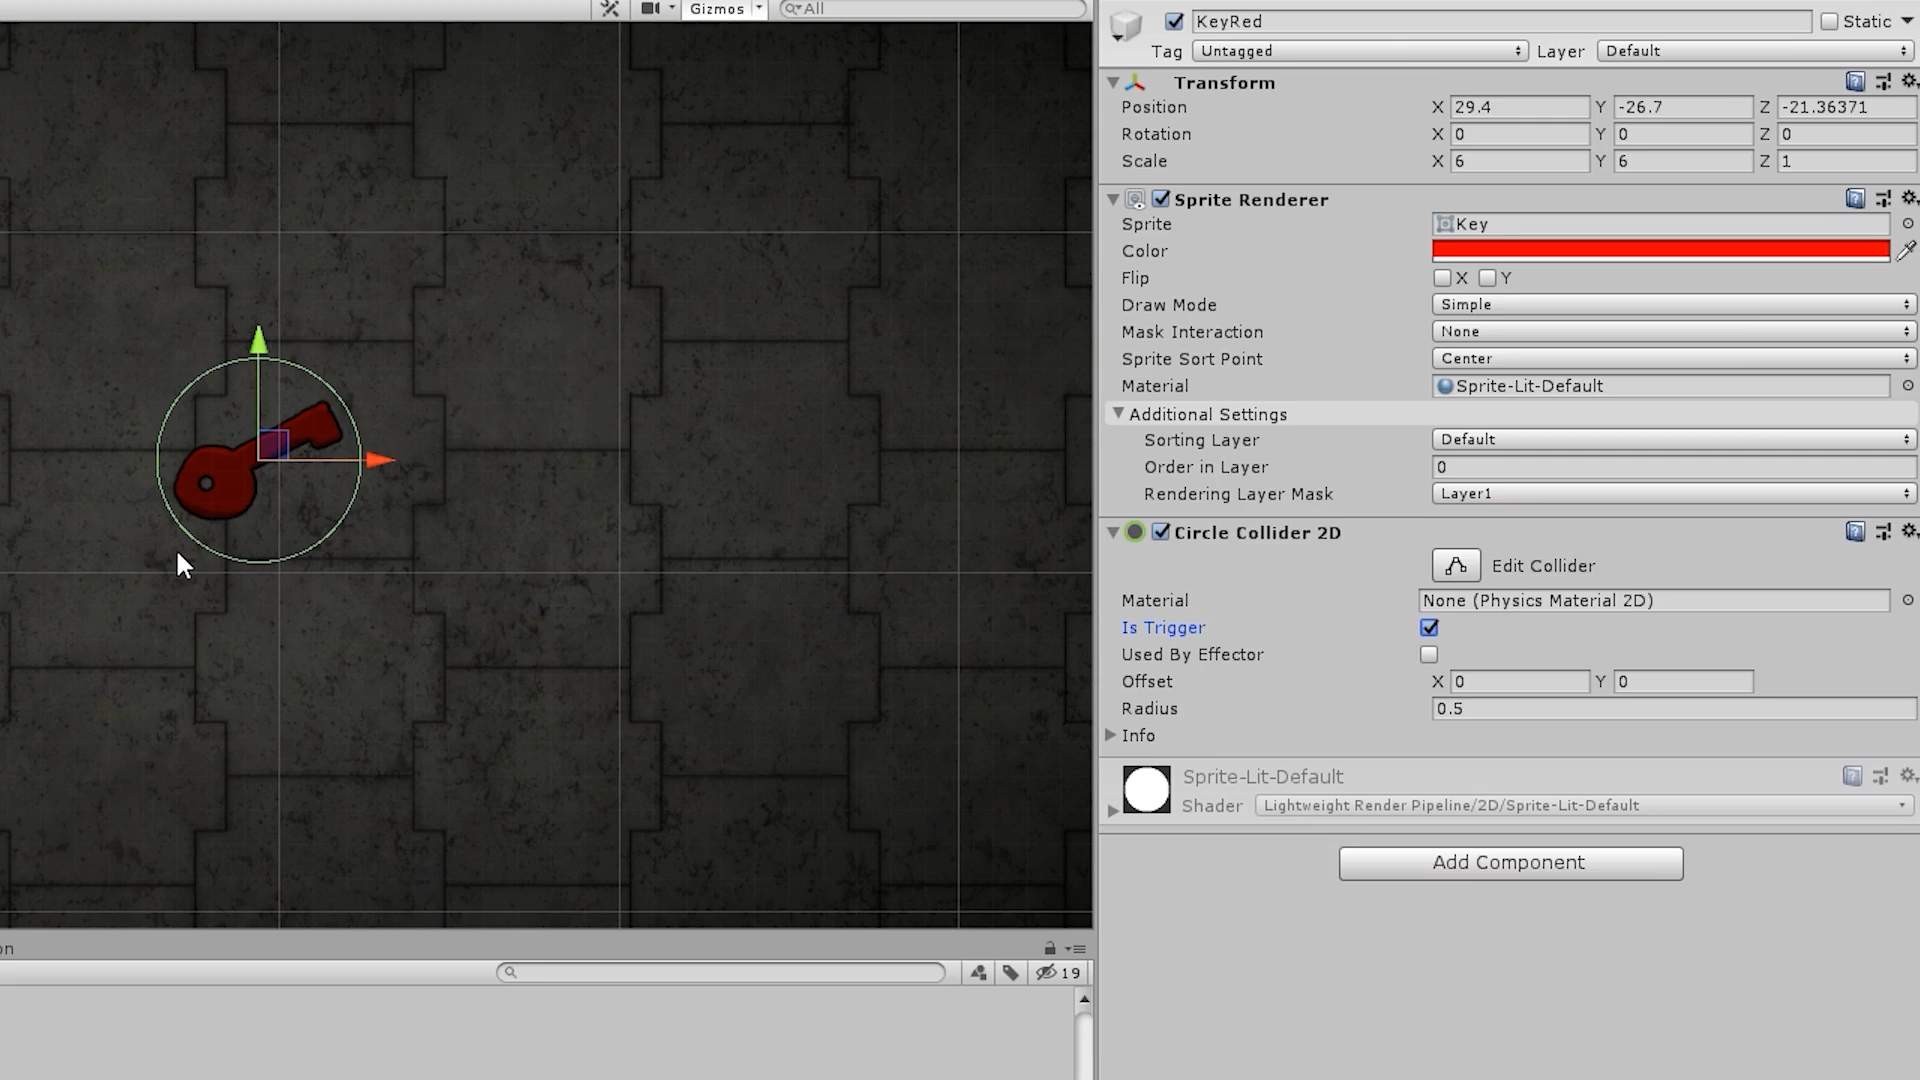 Gizmos
All
KeyRed
Static
Tag Untagged Layer Default
Transform
Position X 29.4 Y -26.7 Z -21.36371
Rotation X 0 Y 0 Z 0
Scale X 6 Y 6 Z 1
Sprite Renderer
Sprite Key
Color
Flip X Y
Draw Mode Simple
Mask Interaction None
Sprite Sort Point Center
Material Sprite-Lit-Default
Additional Settings
Sorting Layer Default
Order in Layer 0
Rendering Layer Mask Layer1
Circle Collider 2D
Edit Collider
Material None (Physics Material 2D)
Is Trigger
Used By Effector
Offset X 0 Y 0
Radius 0.5
Info
Sprite-Lit-Default
Shader Lightweight Render Pipeline/2D/Sprite-Lit-Default
Add Component
on
19